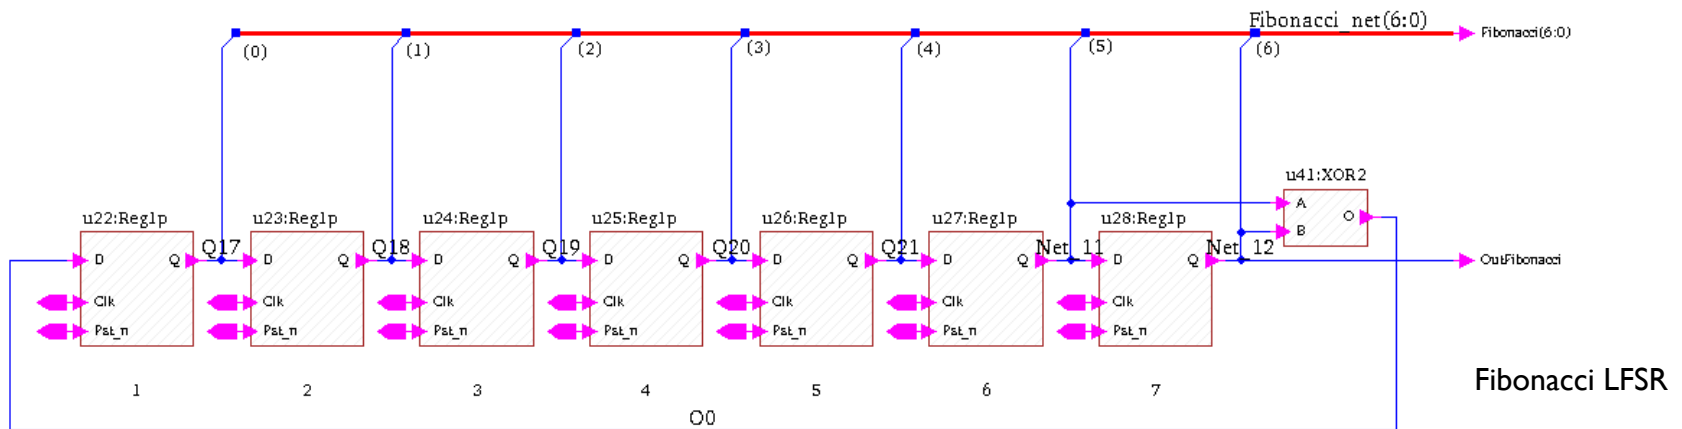 Fibonacci_net(6:0)
Fibonacci(6:0)
(0) (1) (2) (3) (4) (5) (6)
u41:XOR2
A
O
B
u22:Reg1p u23:Reg1p u24:Reg1p u25:Reg1p u26:Reg1p u27:Reg1p u28:Reg1p
Q17 Q18 Q19 Q20 Q21 Net_11 Net_12
D Q D Q D Q D Q D Q D Q D Q
OutFibonacci
Clk Clk Clk Clk Clk Clk Clk
Pst_n Pst_n Pst_n Pst_n Pst_n Pst_n Pst_n
1 2 3 4 5 6 7
Fibonacci LFSR
O0